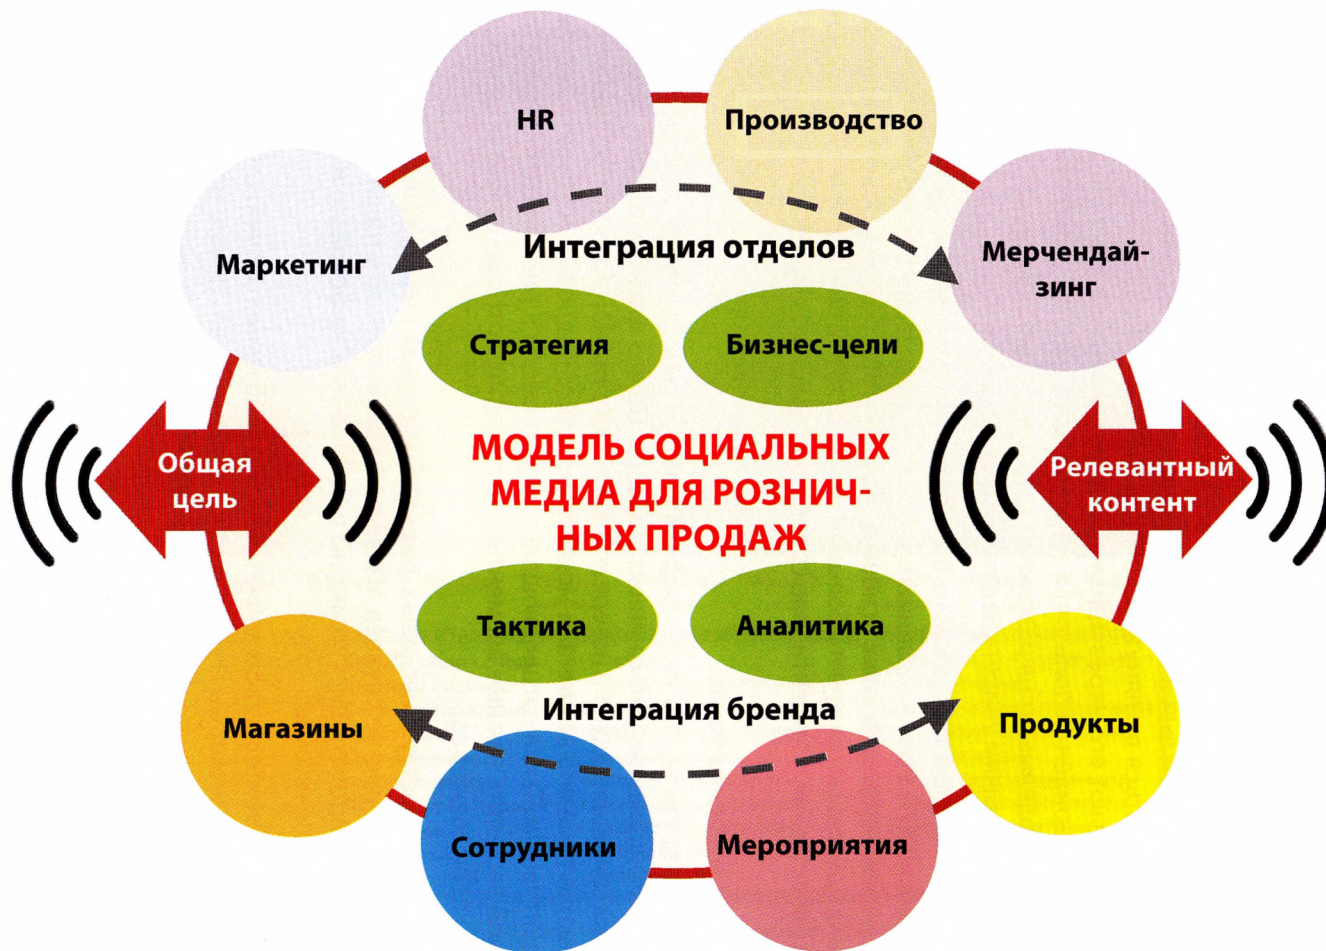 HR
Производство
Маркетинг
Интеграция отделов
Мерчендай-
зинг
Стратегия
Бизнес-цели
Общая
цель
МОДЕЛЬ СОЦИАЛЬНЫХ
МЕДИА ДЛЯ РОЗНИЧ-
НЫХ ПРОДАЖ
Релевантный
контент
Тактика
Аналитика
Магазины
Интеграция бренда
Продукты
Сотрудники
Мероприятия